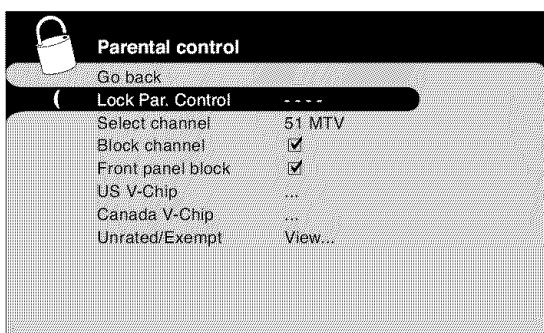 Parental control
Go back
Lock Par. Control - - - -
Select channel 51 MTV
Block channel
Front panel block
US V-Chip ...
Canada V-Chip ...
Unrated/Exempt View...